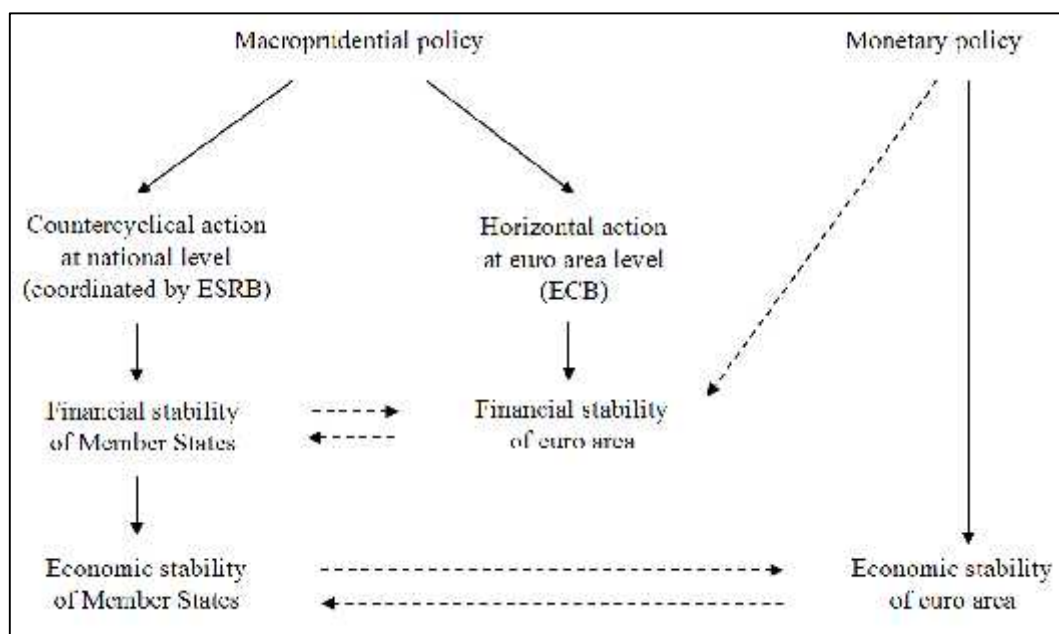 Macroprudential policy
Monetary policy
Countercyclical action
at national level
(coordinated by ESRB)
Horizontal action
at euro area level
(ECB)
Financial stability
of Member States
Financial stability
of euro area
Economic stability
of Member States
Economic stability
of euro area